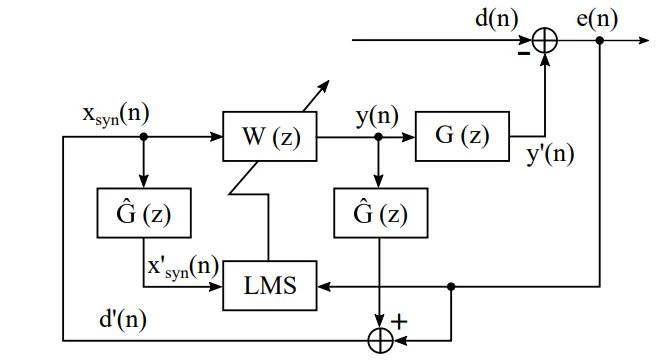 d(n)
e(n)
−
x_syn(n)
W (z)
y(n)
G (z)
y'(n)
Ĝ (z)
Ĝ (z)
x'_syn(n)
LMS
d'(n)
+